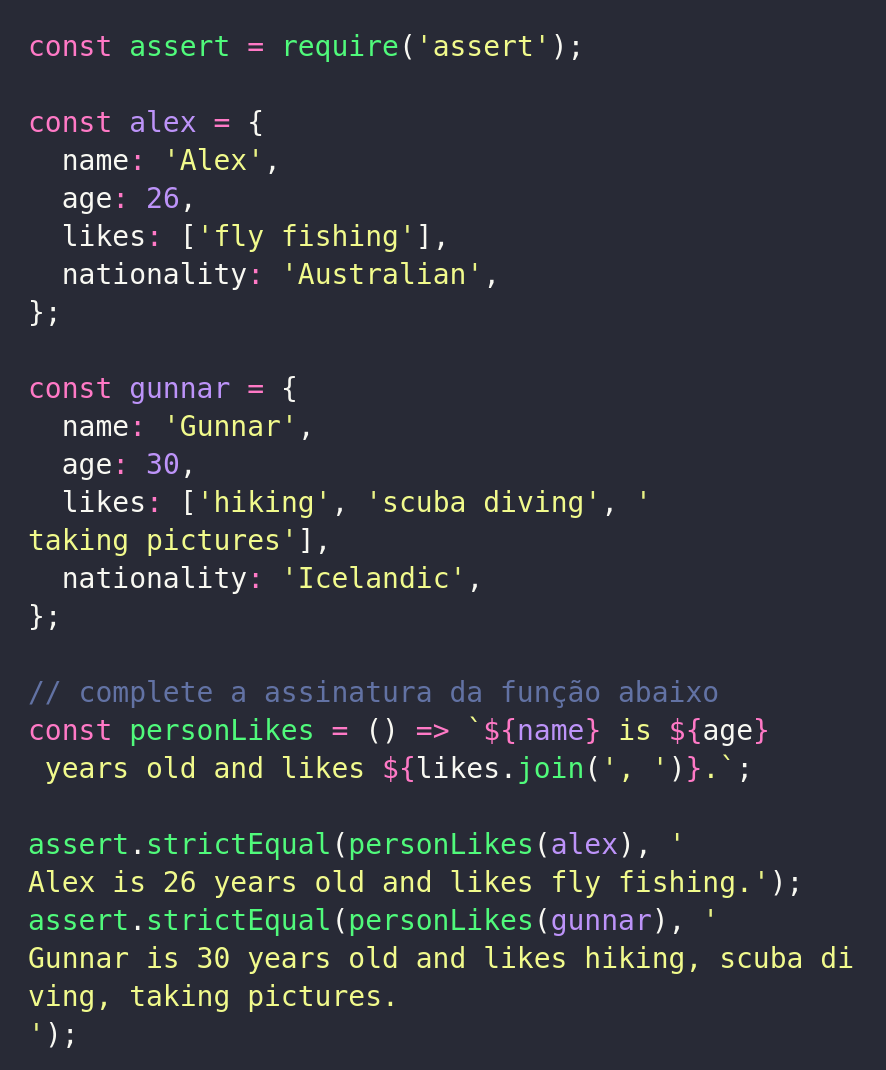 const assert = require('assert');

const alex = {
  name: 'Alex',
  age: 26,
  likes: ['fly fishing'],
  nationality: 'Australian',
};

const gunnar = {
  name: 'Gunnar',
  age: 30,
  likes: ['hiking', 'scuba diving', '
taking pictures'],
  nationality: 'Icelandic',
};

// complete a assinatura da função abaixo
const personLikes = () => `${name} is ${age}
 years old and likes ${likes.join(', ')}.`;

assert.strictEqual(personLikes(alex), '
Alex is 26 years old and likes fly fishing.');
assert.strictEqual(personLikes(gunnar), '
Gunnar is 30 years old and likes hiking, scuba di
ving, taking pictures.
');